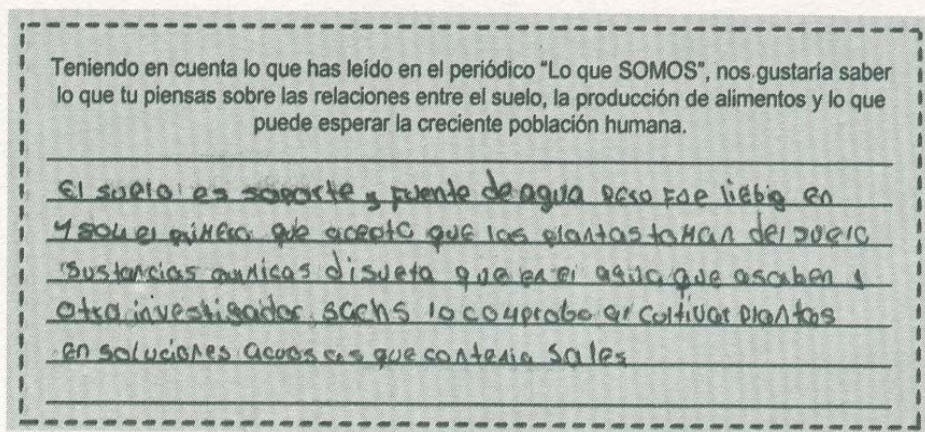 Teniendo en cuenta lo que has leído en el periódico "Lo que SOMOS", nos gustaría saber
lo que tu piensas sobre las relaciones entre el suelo, la producción de alimentos y lo que
puede esperar la creciente población humana.
El suelo es soporte y fuente de agua pero fue liebig en
el primero que acepto que las plantas toman del suelo
sustancias disuelta que en el agua que asorben y
otro investigador sachs lo comprobo al cultivar plantas
en soluciones acuosas que contenia sales